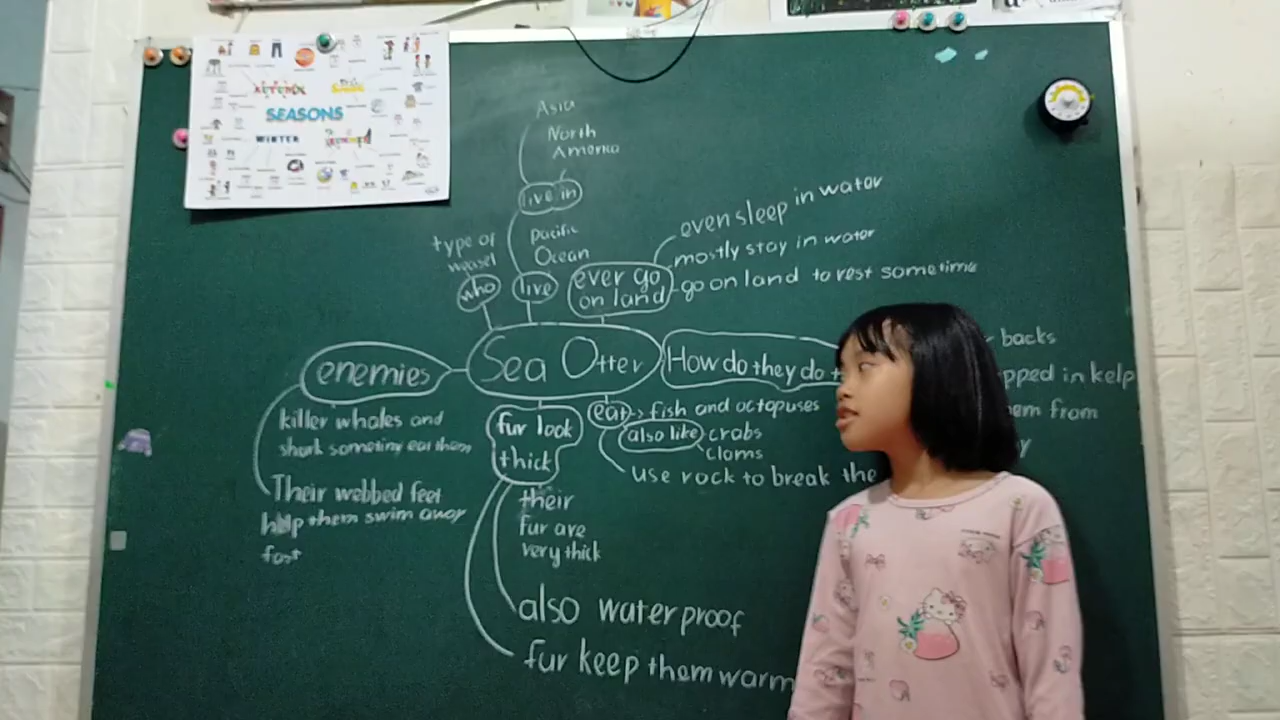 SEASONS
WINTER
Asia
North
America
live in
pacific
Ocean
type of
weasel
who
live
ever go
on land
even sleep in water
mostly stay in water
go on land to rest sometime
Sea Otter
enemies
killer whales and
shark sometimg eat them
Their webbed feet
help them swim away
fast
How do they do
backs
pped in kelp
em from
y
eat
fish and octopuses
also like
crabs
clams
use rock to break the
fur look
thick
their
fur are
very thick
also waterproof
fur keep them warm